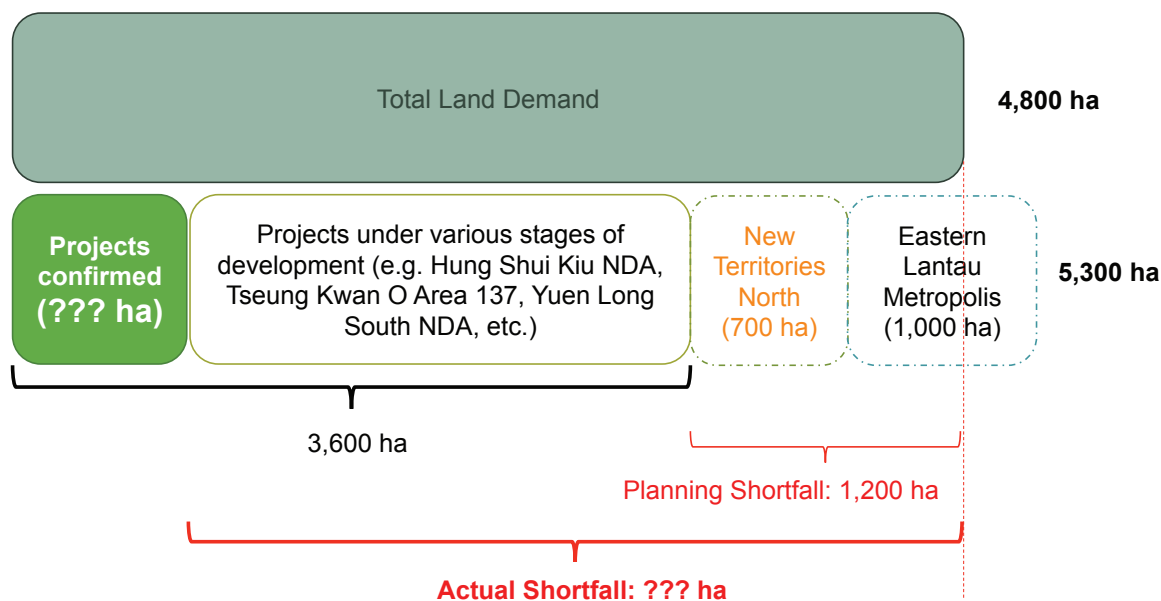 Total Land Demand
4,800 ha
Projects
confirmed
(??? ha)
Projects under various stages of
development (e.g. Hung Shui Kiu NDA,
Tseung Kwan O Area 137, Yuen Long
South NDA, etc.)
New
Territories
North
(700 ha)
Eastern
Lantau
Metropolis
(1,000 ha)
5,300 ha
3,600 ha
Planning Shortfall: 1,200 ha
Actual Shortfall: ??? ha